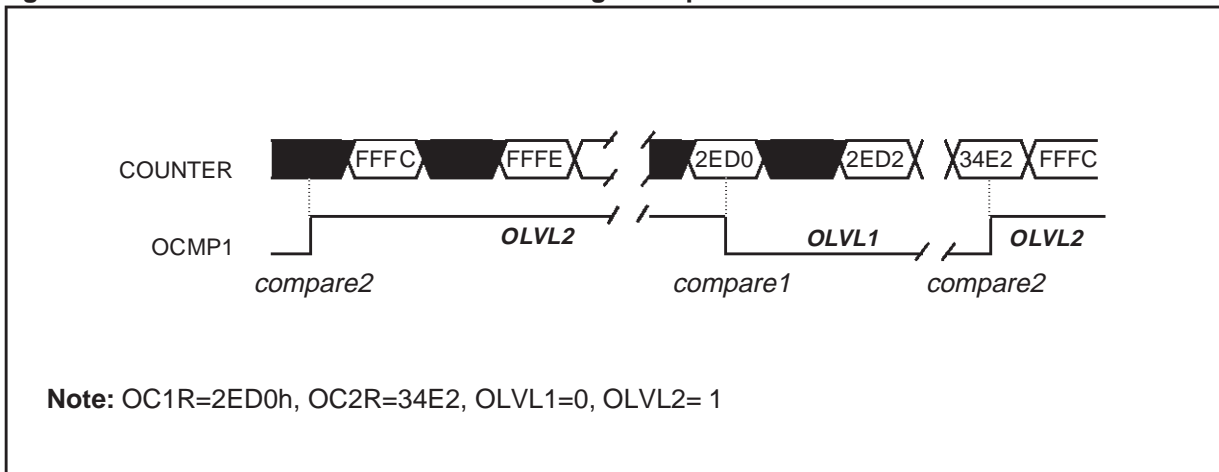 COUNTER FFFC FFFE 2ED0 2ED2 34E2 FFFC
OCMP1 OLVL2 OLVL1 OLVL2
compare2 compare1 compare2
Note: OC1R=2ED0h, OC2R=34E2, OLVL1=0, OLVL2= 1